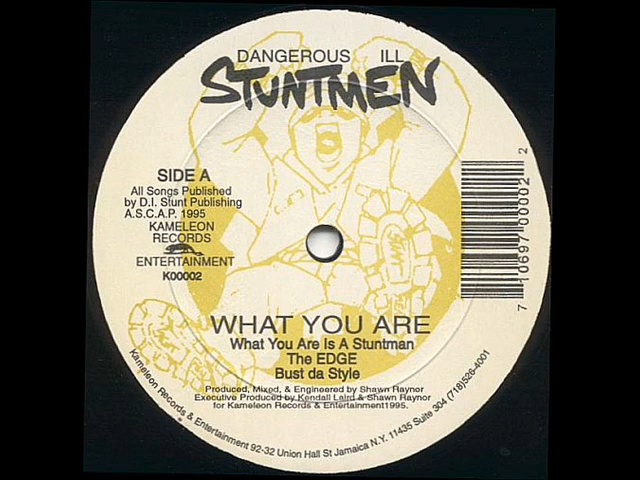 DANGEROUS ILL
STUNTMEN
SIDE A
All Songs Published
by D.I. Stunt Publishing
A.S.C.A.P. 1995
KAMELEON
RECORDS
ENTERTAINMENT
K00002
7 10697 00002 2
WHAT YOU ARE
What You Are Is A Stuntman
The EDGE
Bust da Style
Produced, Mixed, & Engineered by Shawn Raynor
Executive Produced by Kendall Laird & Shawn Raynor
for Kameleon Records & Entertainment1995.
Kameleon Records & Entertainment 92-32 Union Hall St Jamaica N.Y. 11435 Suite 304 (718)526-4001